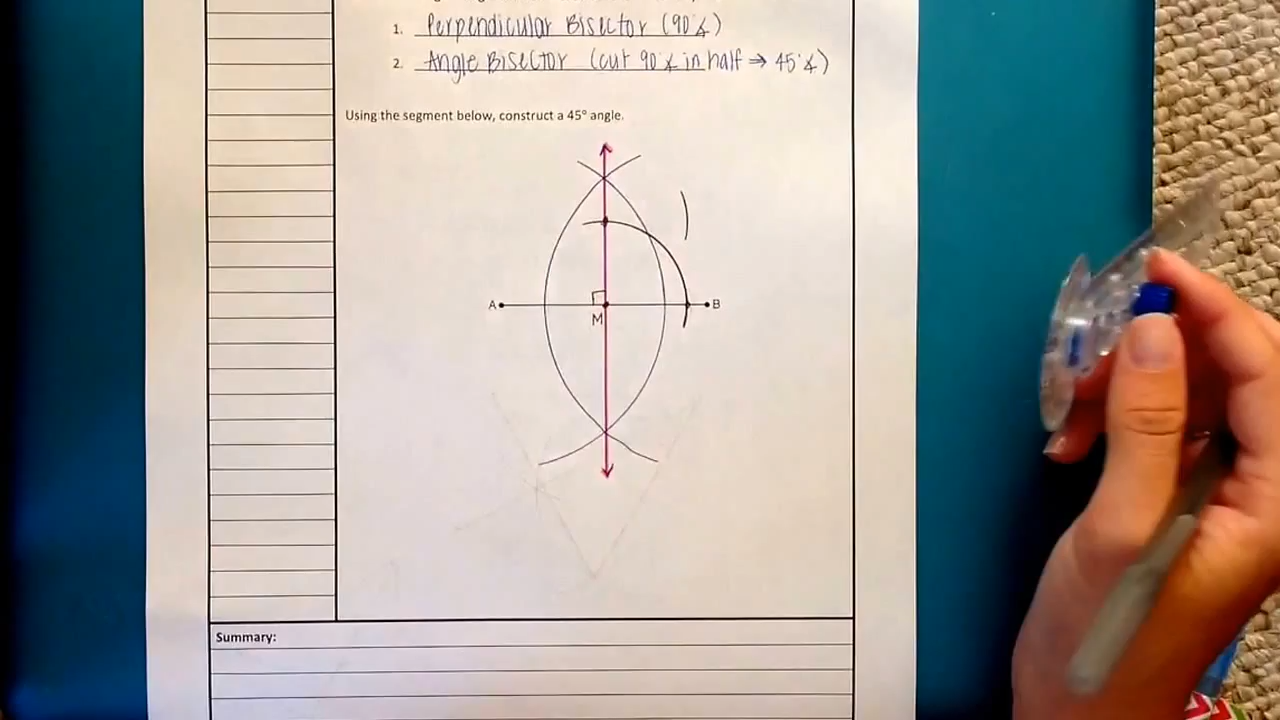 1. Perpendicular Bisector (90°∡)
2. Angle Bisector (cut 90°∡ in half → 45°∡)
Using the segment below, construct a 45° angle.
A B
M
Summary: